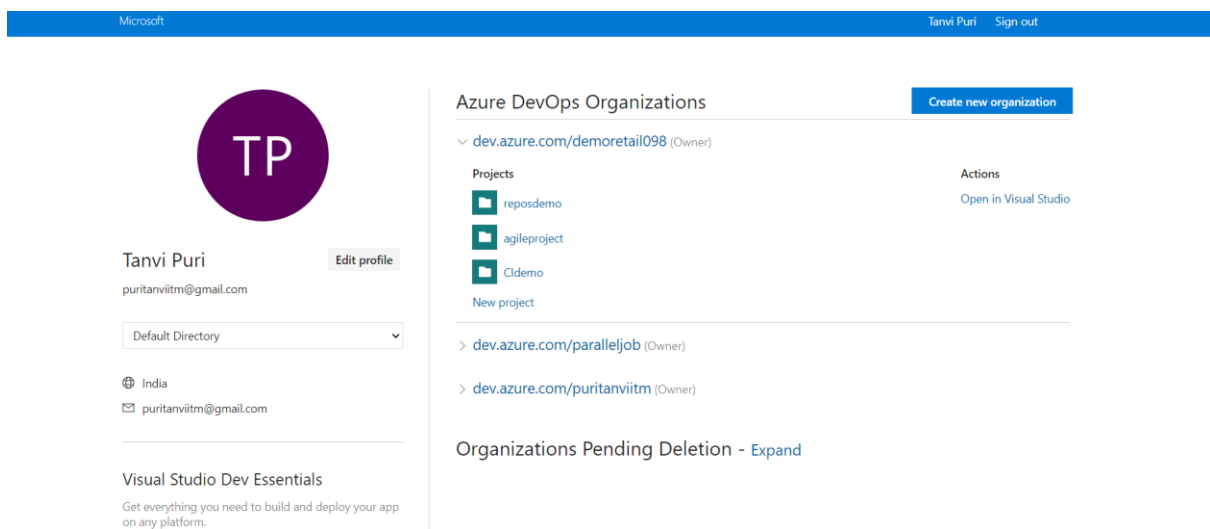 Microsoft
Tanvi Puri Sign out
TP
Tanvi Puri
Edit profile
puritanviitm@gmail.com
Default Directory
India
puritanviitm@gmail.com
Visual Studio Dev Essentials
Get everything you need to build and deploy your app
on any platform.
Azure DevOps Organizations
Create new organization
dev.azure.com/demoretail098 (Owner)
Projects
Actions
reposdemo
Open in Visual Studio
agileproject
CIdemo
New project
dev.azure.com/paralleljob (Owner)
dev.azure.com/puritanviitm (Owner)
Organizations Pending Deletion - Expand